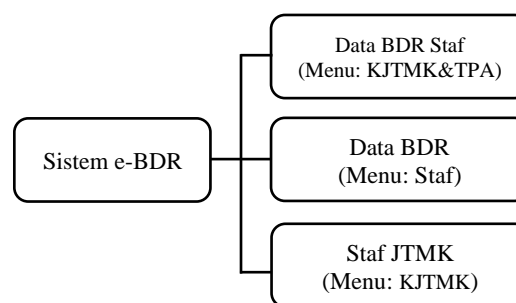 Data BDR Staf
(Menu: KJTMK&TPA)
Sistem e-BDR
Data BDR
(Menu: Staf)
Staf JTMK
(Menu: KJTMK)